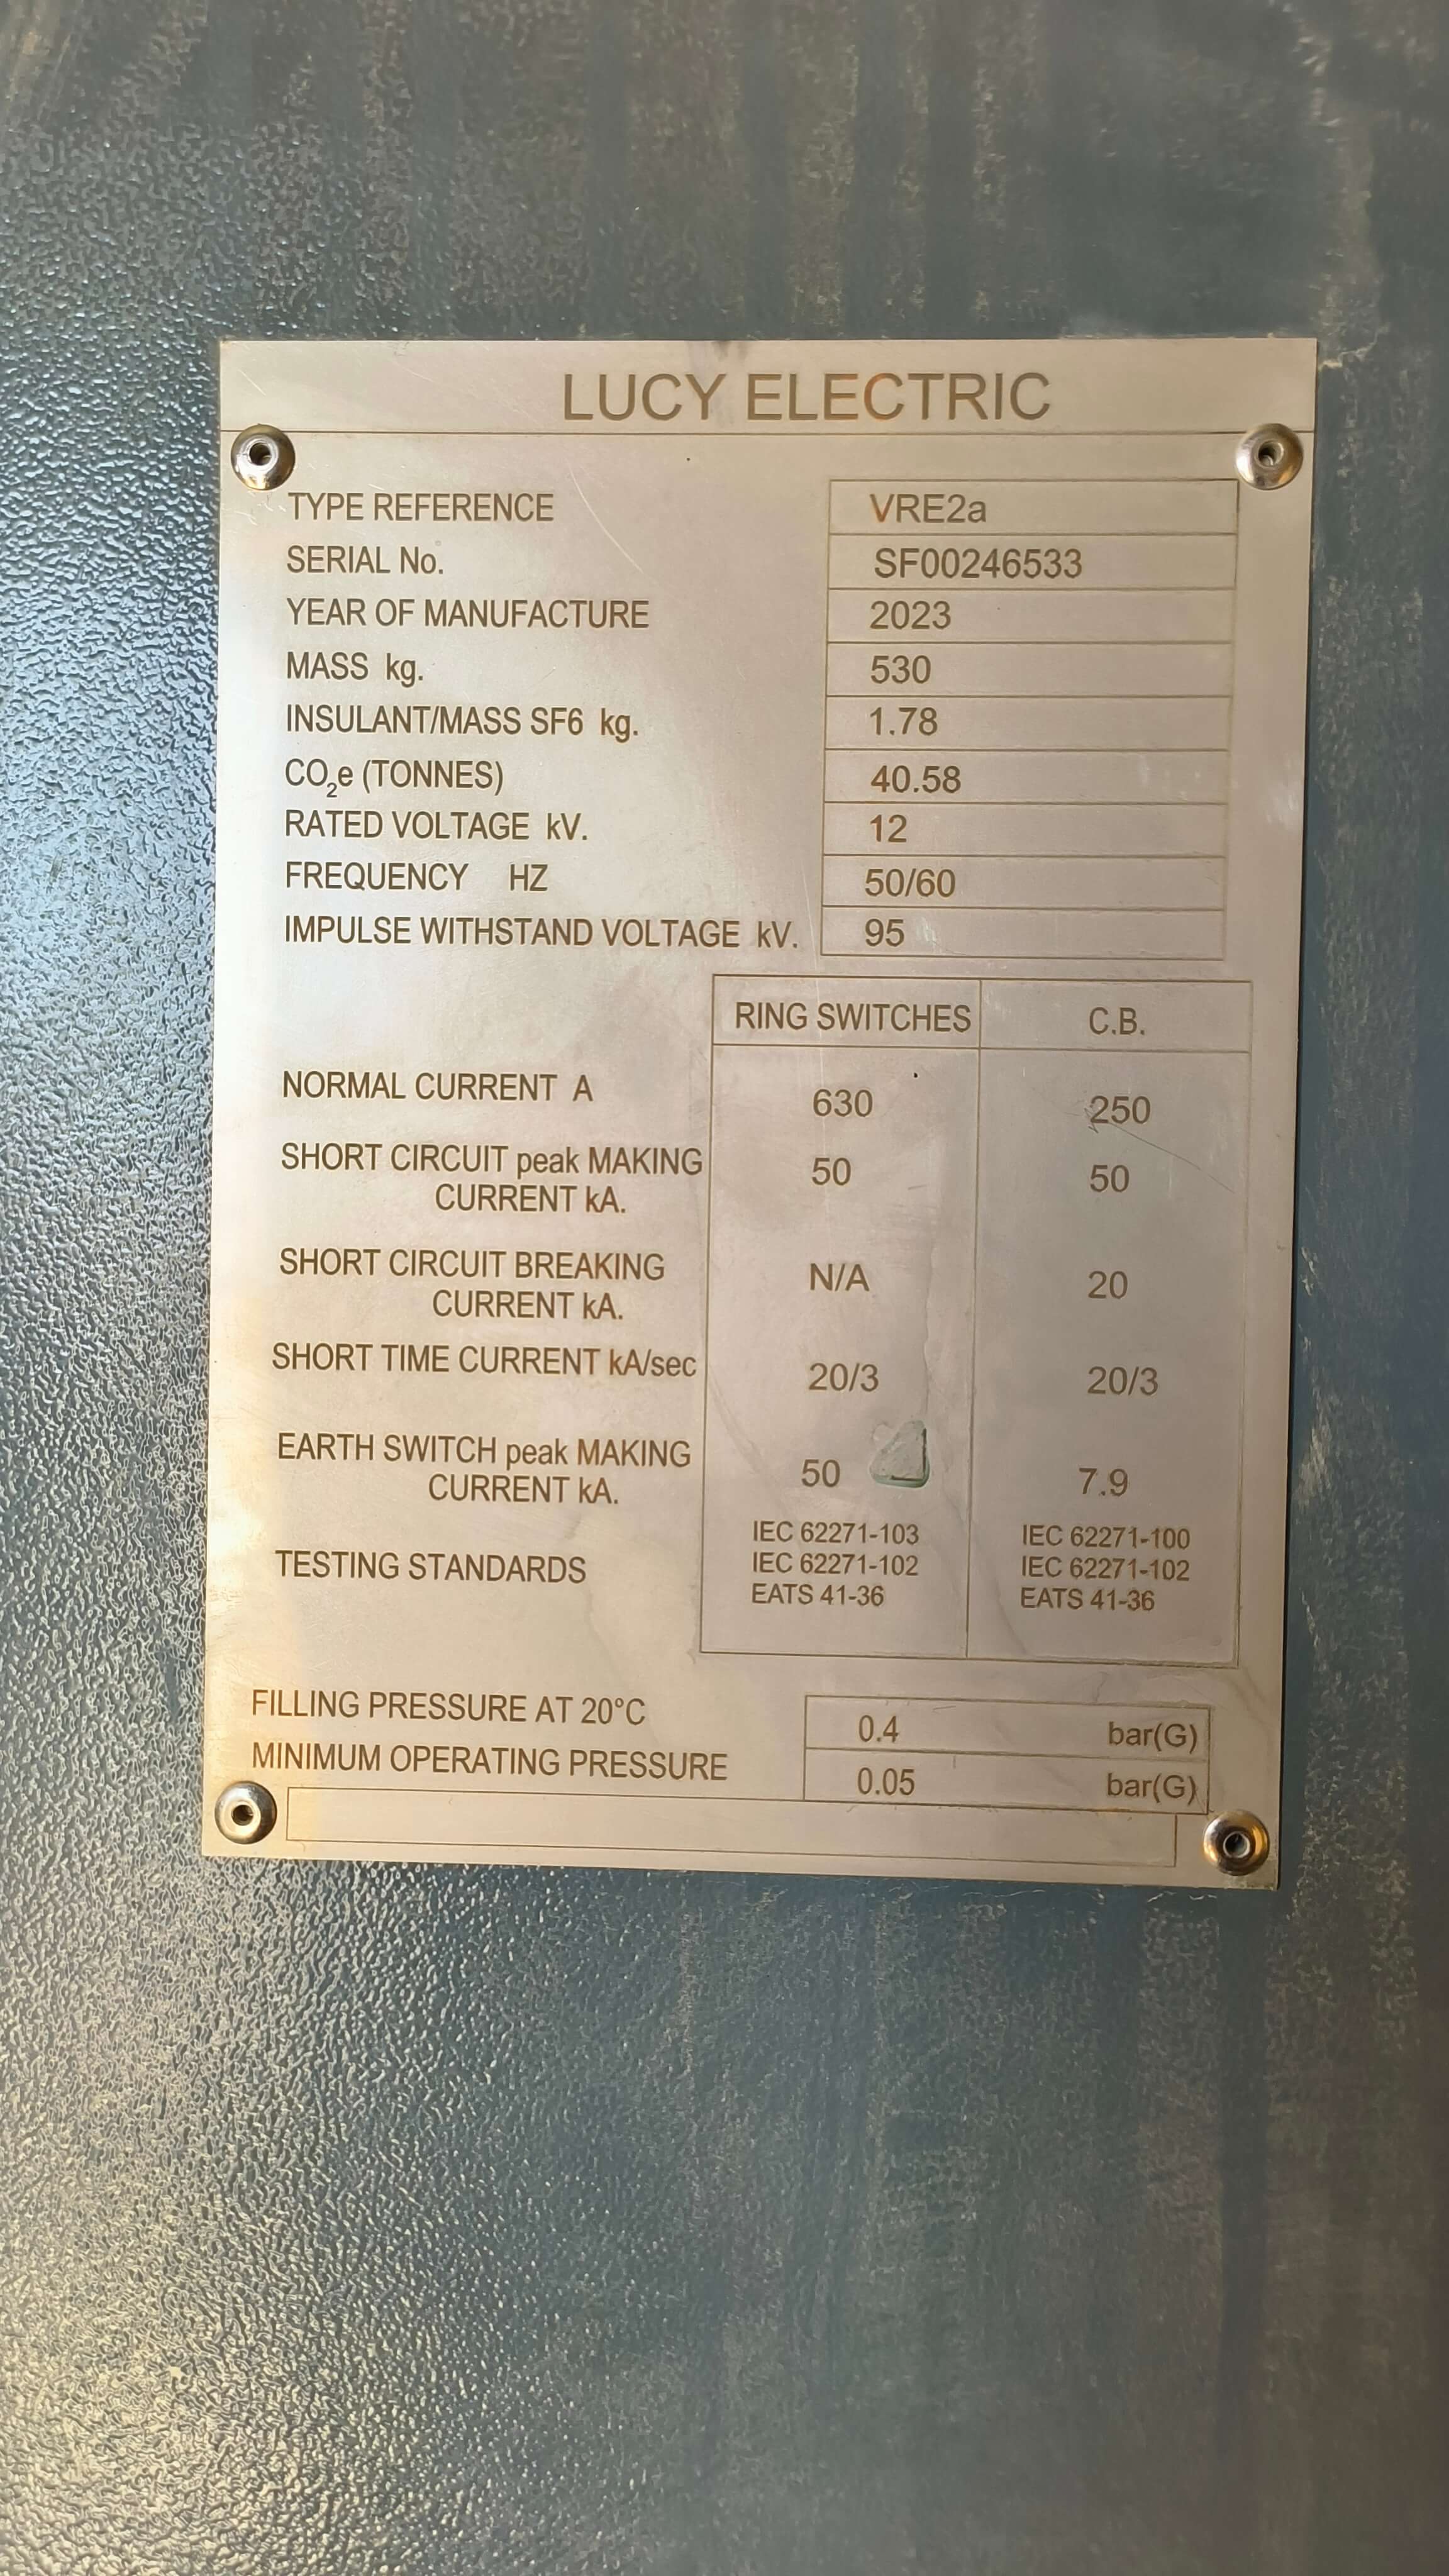 LUCY ELECTRIC
TYPE REFERENCE VRE2a
SERIAL No. SF00246533
YEAR OF MANUFACTURE 2023
MASS kg. 530
INSULANT/MASS SF6 kg. 1.78
CO₂e (TONNES) 40.58
RATED VOLTAGE kV. 12
FREQUENCY HZ 50/60
IMPULSE WITHSTAND VOLTAGE kV. 95
RING SWITCHES C.B.
NORMAL CURRENT A 630 250
SHORT CIRCUIT peak MAKING 50 50
CURRENT kA.
SHORT CIRCUIT BREAKING N/A 20
CURRENT kA.
SHORT TIME CURRENT kA/sec 20/3 20/3
EARTH SWITCH peak MAKING 50 7.9
CURRENT kA.
IEC 62271-103 IEC 62271-100
TESTING STANDARDS IEC 62271-102 IEC 62271-102
EATS 41-36 EATS 41-36
FILLING PRESSURE AT 20°C 0.4 bar(G)
MINIMUM OPERATING PRESSURE 0.05 bar(G)